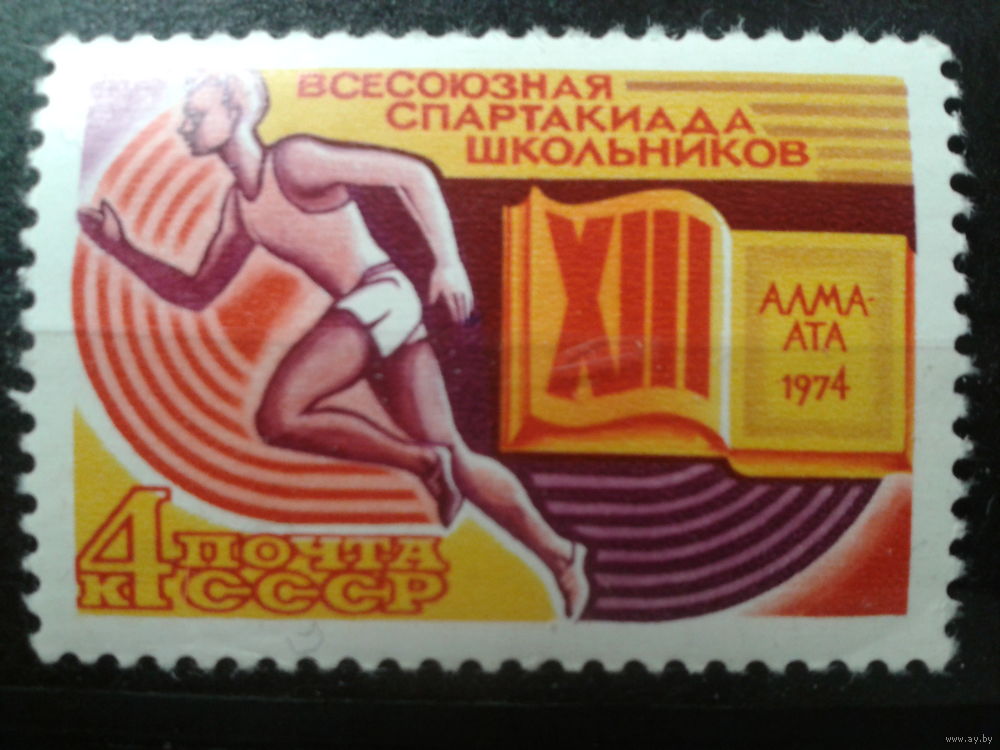 ВСЕСОЮЗНАЯ
СПАРТАКИАДА
ШКОЛЬНИКОВ
XIII
АЛМА-
АТА
1974
4 ПОЧТА
К СССР
www.ay.by